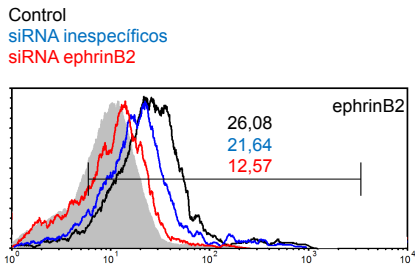 Control
siRNA inespecíficos
siRNA ephrinB2
ephrinB2
26,08
21,64
12,57
10⁰ 10¹ 10² 10³ 10⁴